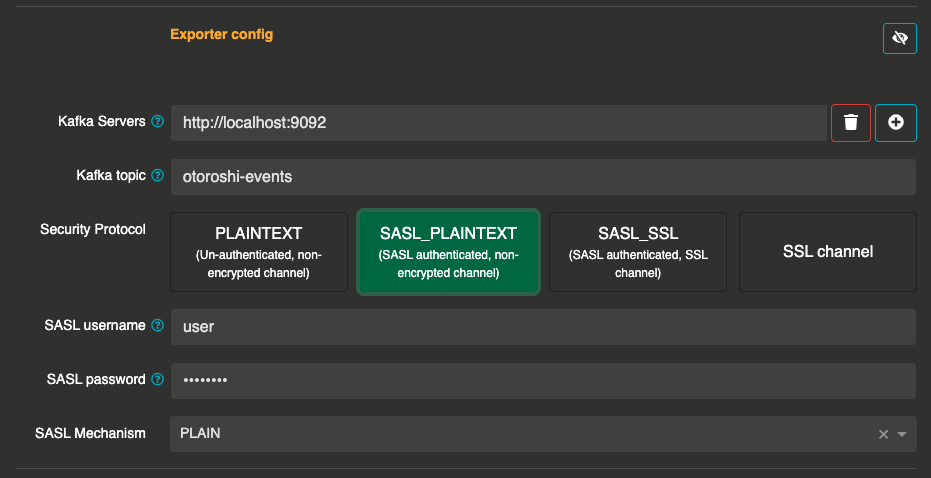 Exporter config
Kafka Servers
http://localhost:9092
Kafka topic
otoroshi-events
Security Protocol
PLAINTEXT
(Un-authenticated, non-
encrypted channel)
SASL_PLAINTEXT
(SASL authenticated, non-
encrypted channel)
SASL_SSL
(SASL authenticated, SSL
channel)
SSL channel
SASL username
user
SASL password
••••••••
SASL Mechanism
PLAIN